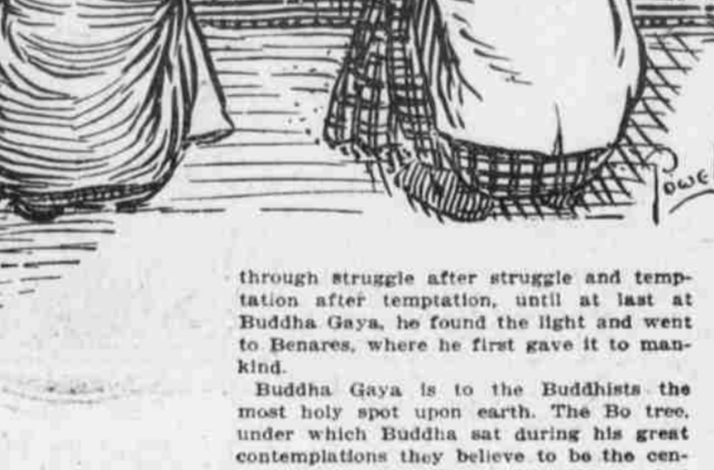 through struggle after struggle and temp-
tation after temptation, until at last at
Buddha Gaya, he found the light and went
to Benares, where he first gave it to man-
kind.
Buddha Gaya is to the Buddhists the
most holy spot upon earth. The Bo tree,
under which Buddha sat during his great
contemplations they believe to be the cen-